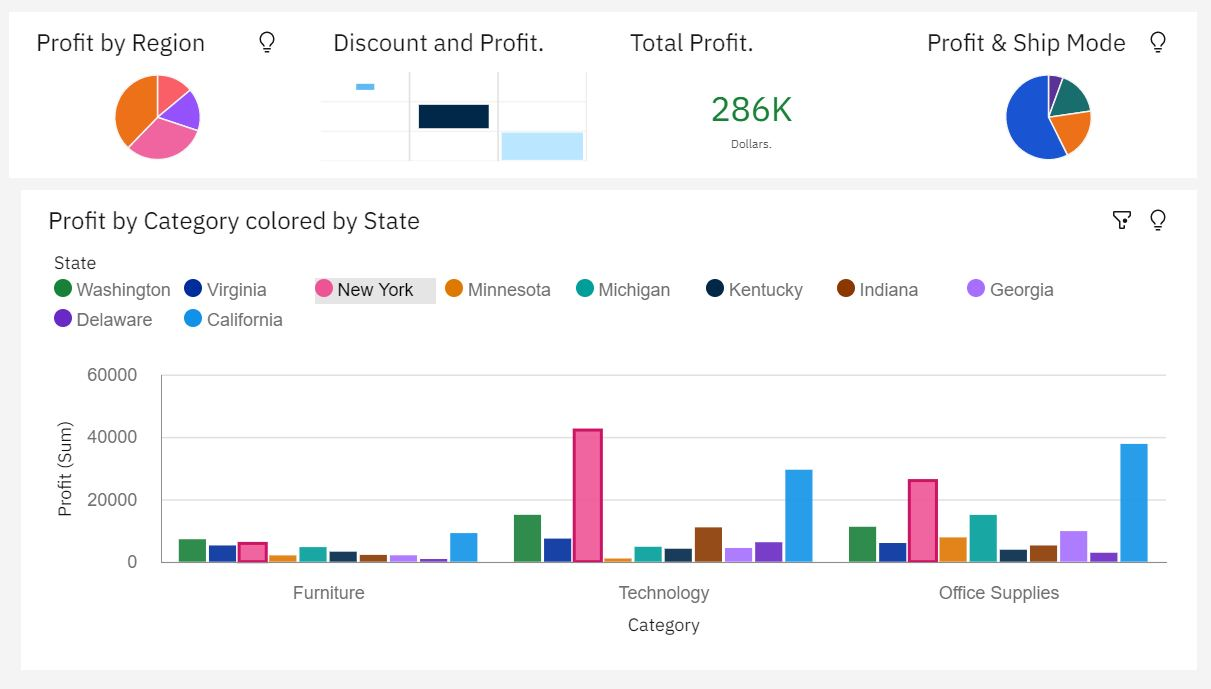 Profit by Region
Discount and Profit.
Total Profit.
Profit & Ship Mode
286K
Dollars.
Profit by Category colored by State
State
Washington Virginia New York Minnesota Michigan Kentucky Indiana Georgia
Delaware California
60000
40000
20000
0
Profit (Sum)
Furniture Technology Office Supplies
Category